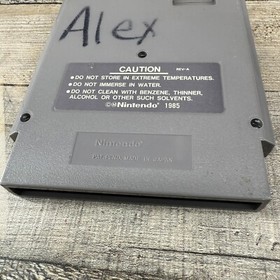 Alex
CAUTION REV-A
●DO NOT STORE IN EXTREME TEMPERATURES.
●DO NOT IMMERSE IN WATER.
●DO NOT CLEAN WITH BENZENE, THINNER,
ALCOHOL OR OTHER SUCH SOLVENTS.
©Nintendo® 1985
Nintendo